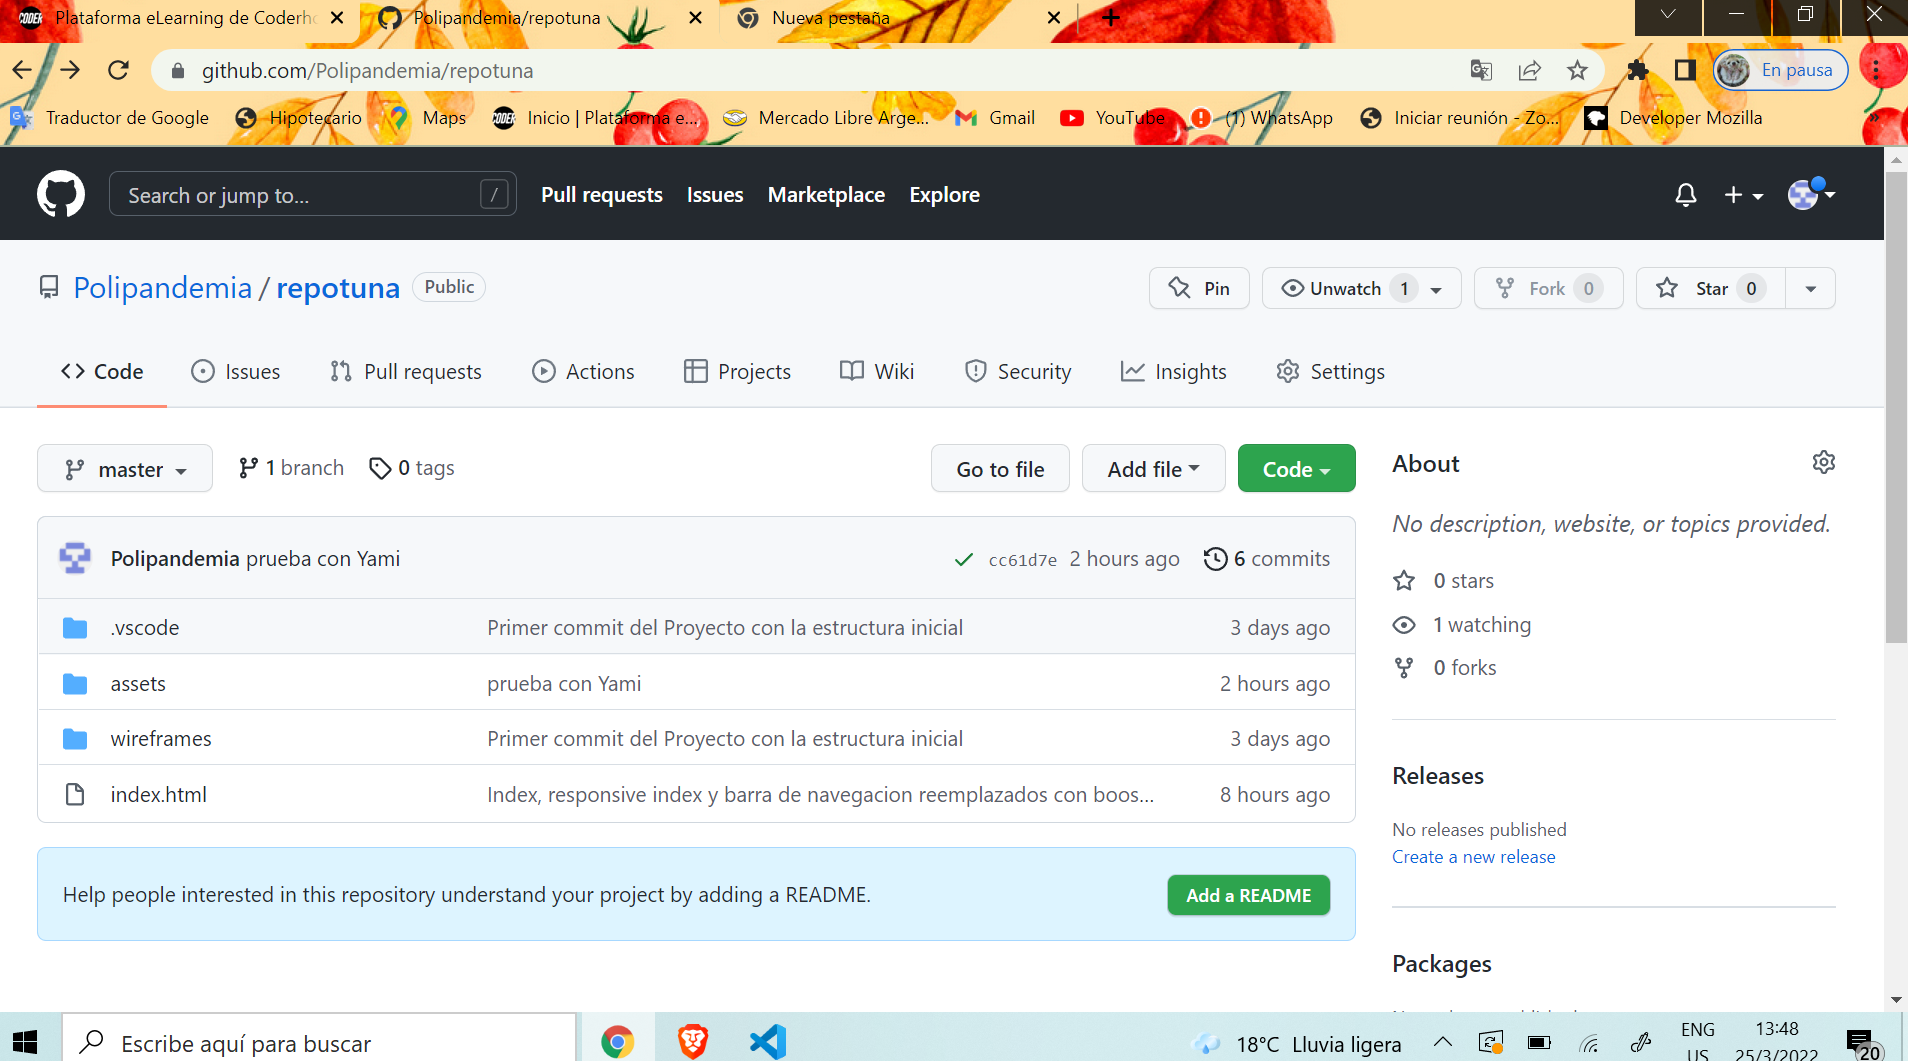 CODER Plataforma eLearning de Coderho Polipandemia/repotuna Nueva pestaña
github.com/Polipandemia/repotuna En pausa
Traductor de Google Hipotecario Maps CODER Inicio | Plataforma e... Mercado Libre Arge... Gmail YouTube (1) WhatsApp Iniciar reunión - Zo... Developer Mozilla »
Search or jump to... / Pull requests Issues Marketplace Explore
Polipandemia / repotuna Public Pin Unwatch 1 Fork 0 Star 0
Code Issues Pull requests Actions Projects Wiki Security Insights Settings
master 1 branch 0 tags Go to file Add file Code
Polipandemia prueba con Yami cc61d7e 2 hours ago 6 commits
.vscode Primer commit del Proyecto con la estructura inicial 3 days ago
assets prueba con Yami 2 hours ago
wireframes Primer commit del Proyecto con la estructura inicial 3 days ago
index.html Index, responsive index y barra de navegacion reemplazados con boos... 8 hours ago
Help people interested in this repository understand your project by adding a README. Add a README
About
No description, website, or topics provided.
0 stars
1 watching
0 forks
Releases
No releases published
Create a new release
Packages
Escribe aquí para buscar 18°C Lluvia ligera ENG 13:48
US 25/3/2022 20